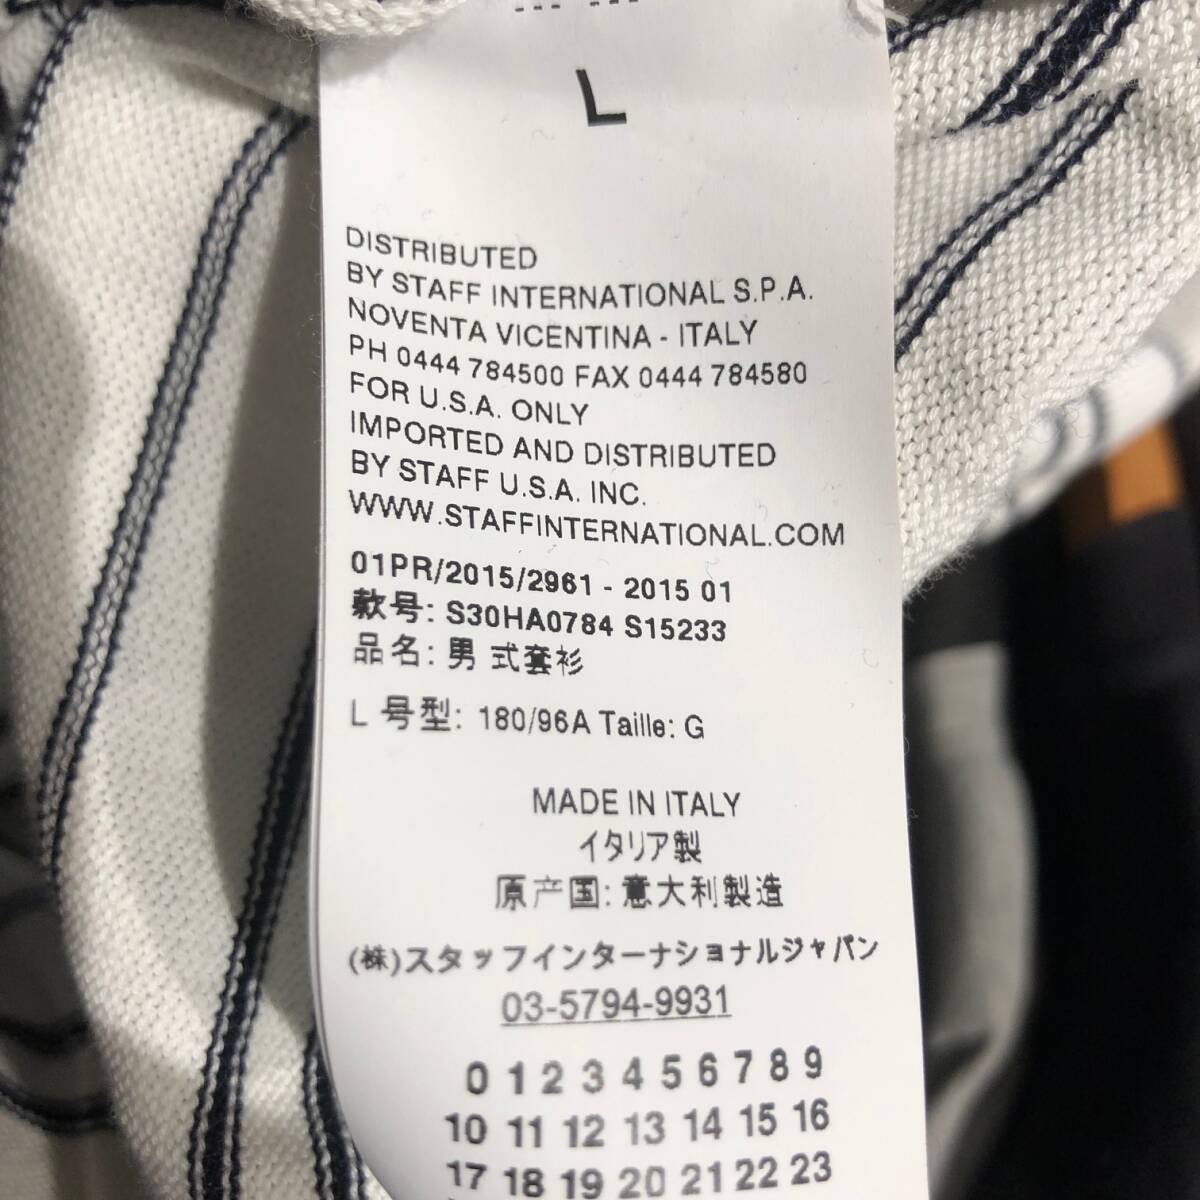 L
DISTRIBUTED
BY STAFF INTERNATIONAL S.P.A.
NOVENTA VICENTINA - ITALY
PH 0444 784500 FAX 0444 784580
FOR U.S.A. ONLY
IMPORTED AND DISTRIBUTED
BY STAFF U.S.A. INC.
WWW.STAFFINTERNATIONAL.COM
01PR/2015/2961 - 2015 01
款号: S30HA0784 S15233
品名: 男 式套衫
L 号型: 180/96A Taille: G
MADE IN ITALY
イタリア製
原产国: 意大利製造
(株)スタッフインターナショナルジャパン
03-5794-9931
0 1 2 3 4 5 6 7 8 9
10 11 12 13 14 15 16
17 18 19 20 21 22 23